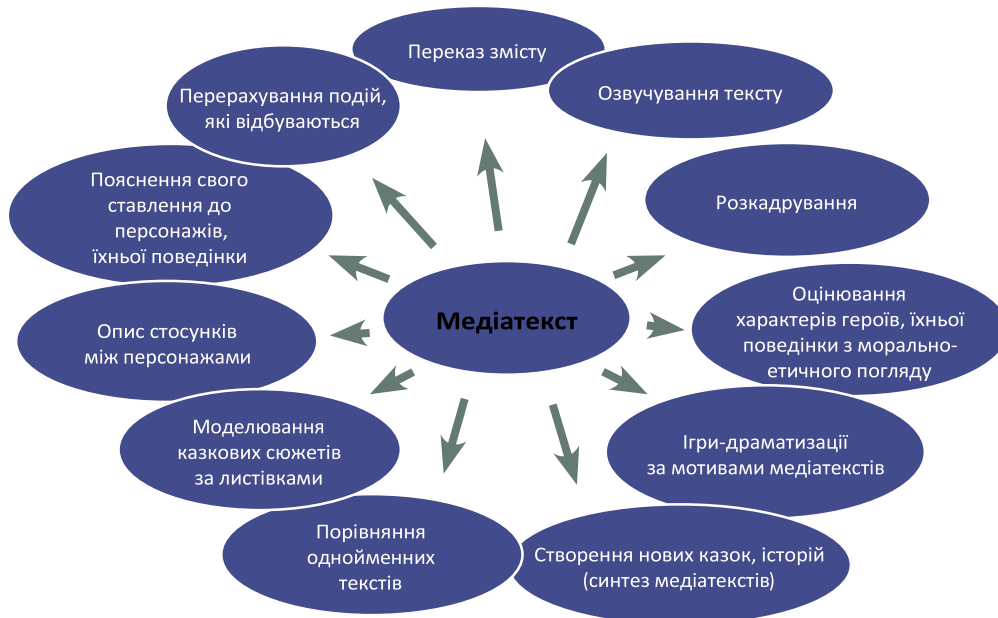 Переказ змісту
Озвучування тексту
Розкадрування
Оцінювання
характерів героїв, їхньої
поведінки з морально-
етичного погляду
Ігри-драматизації
за мотивами медіатекстів
Створення нових казок, історій
(синтез медіатекстів)
Порівняння
однойменних
текстів
Моделювання
казкових сюжетів
за листівками
Опис стосунків
між персонажами
Пояснення свого
ставлення до
персонажів,
їхньої поведінки
Перерахування подій,
які відбуваються
Медіатекст